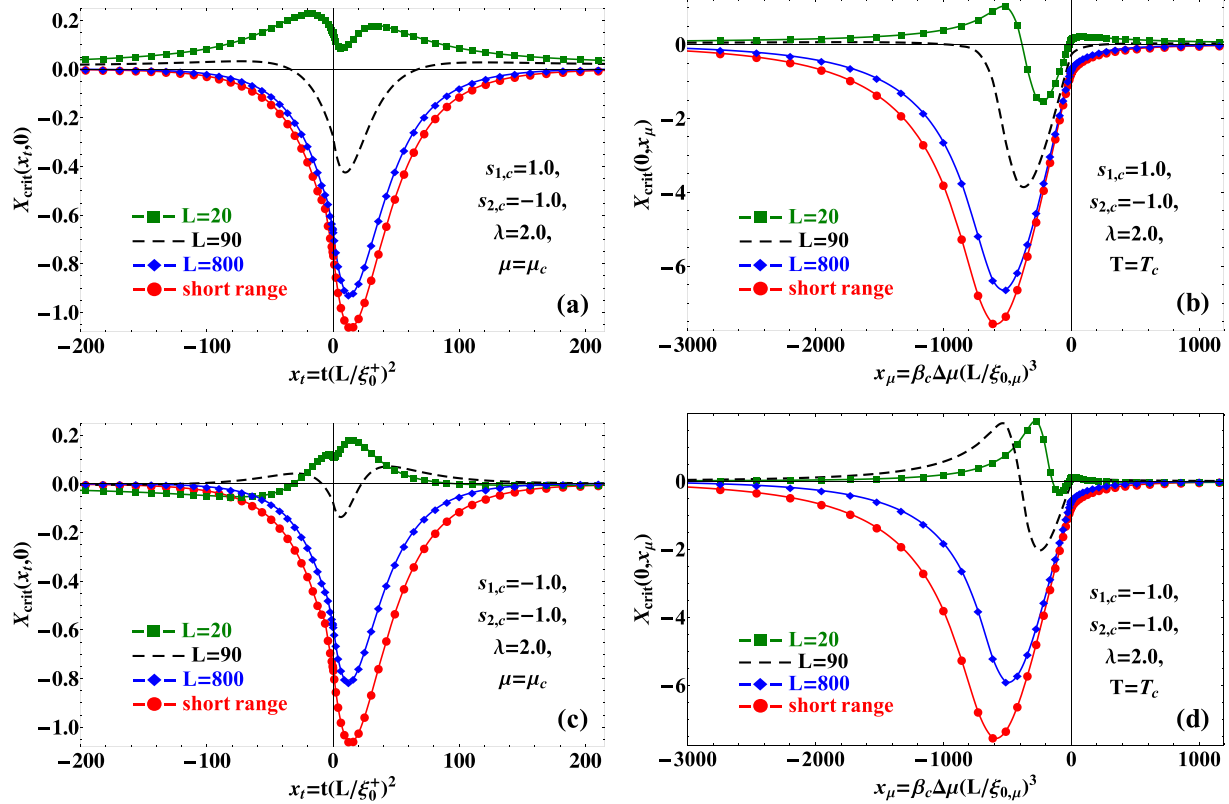 0.2
0.0
−0.2
−0.4
−0.6
−0.8
−1.0
X_crit(x_t,0)
L=20
L=90
L=800
short range
s_{1,c}=1.0,
s_{2,c}=−1.0,
λ=2.0,
μ=μ_c
(a)
−200 −100 0 100 200
x_t=t(L/ξ_0^+)^2
0
−2
−4
−6
X_crit(0,x_μ)
L=20
L=90
L=800
short range
s_{1,c}=1.0,
s_{2,c}=−1.0,
λ=2.0,
T=T_c
(b)
−3000 −2000 −1000 0 1000
x_μ=β_cΔμ(L/ξ_{0,μ})^3
0.2
0.0
−0.2
−0.4
−0.6
−0.8
−1.0
X_crit(x_t,0)
L=20
L=90
L=800
short range
s_{1,c}=−1.0,
s_{2,c}=−1.0,
λ=2.0,
μ=μ_c
(c)
−200 −100 0 100 200
x_t=t(L/ξ_0^+)^2
0
−2
−4
−6
X_crit(0,x_μ)
L=20
L=90
L=800
short range
s_{1,c}=−1.0,
s_{2,c}=−1.0,
λ=2.0,
T=T_c
(d)
−3000 −2000 −1000 0 1000
x_μ=β_cΔμ(L/ξ_{0,μ})^3